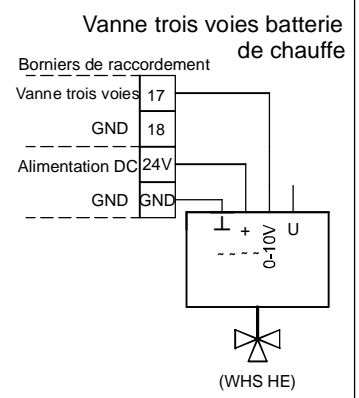 Vanne trois voies batterie
de chauffe
Borniers de raccordement
Vanne trois voies 17
GND 18
Alimentation DC 24V
GND GND
⊥ + 0-10V U
~ ~ ~ ~
(WHS HE)